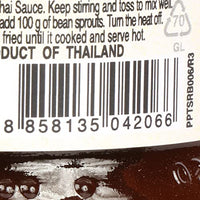 hai Sauce. Keep stirring and toss to mix well.
add 100 g of bean sprouts. Turn the heat off.
fried until it cooked and serve hot.
ODUCT OF THAILAND
70
GL
8 858135 042066
PPTSRB006/R3